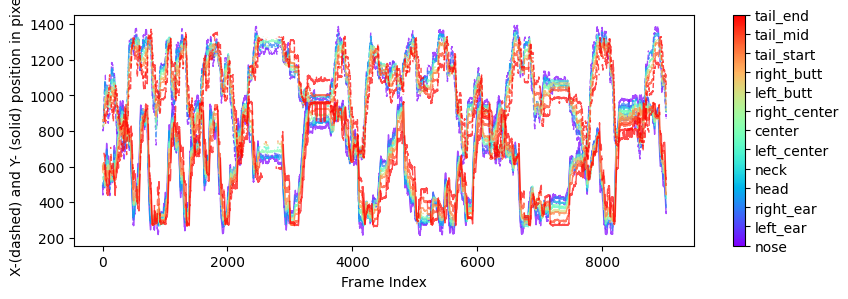 X-(dashed) and Y- (solid) position in pixe
1400
1200
1000
800
600
400
200
0
2000
4000
6000
8000
Frame Index
tail_end
tail_mid
tail_start
right_butt
left_butt
right_center
center
left_center
neck
head
right_ear
left_ear
nose